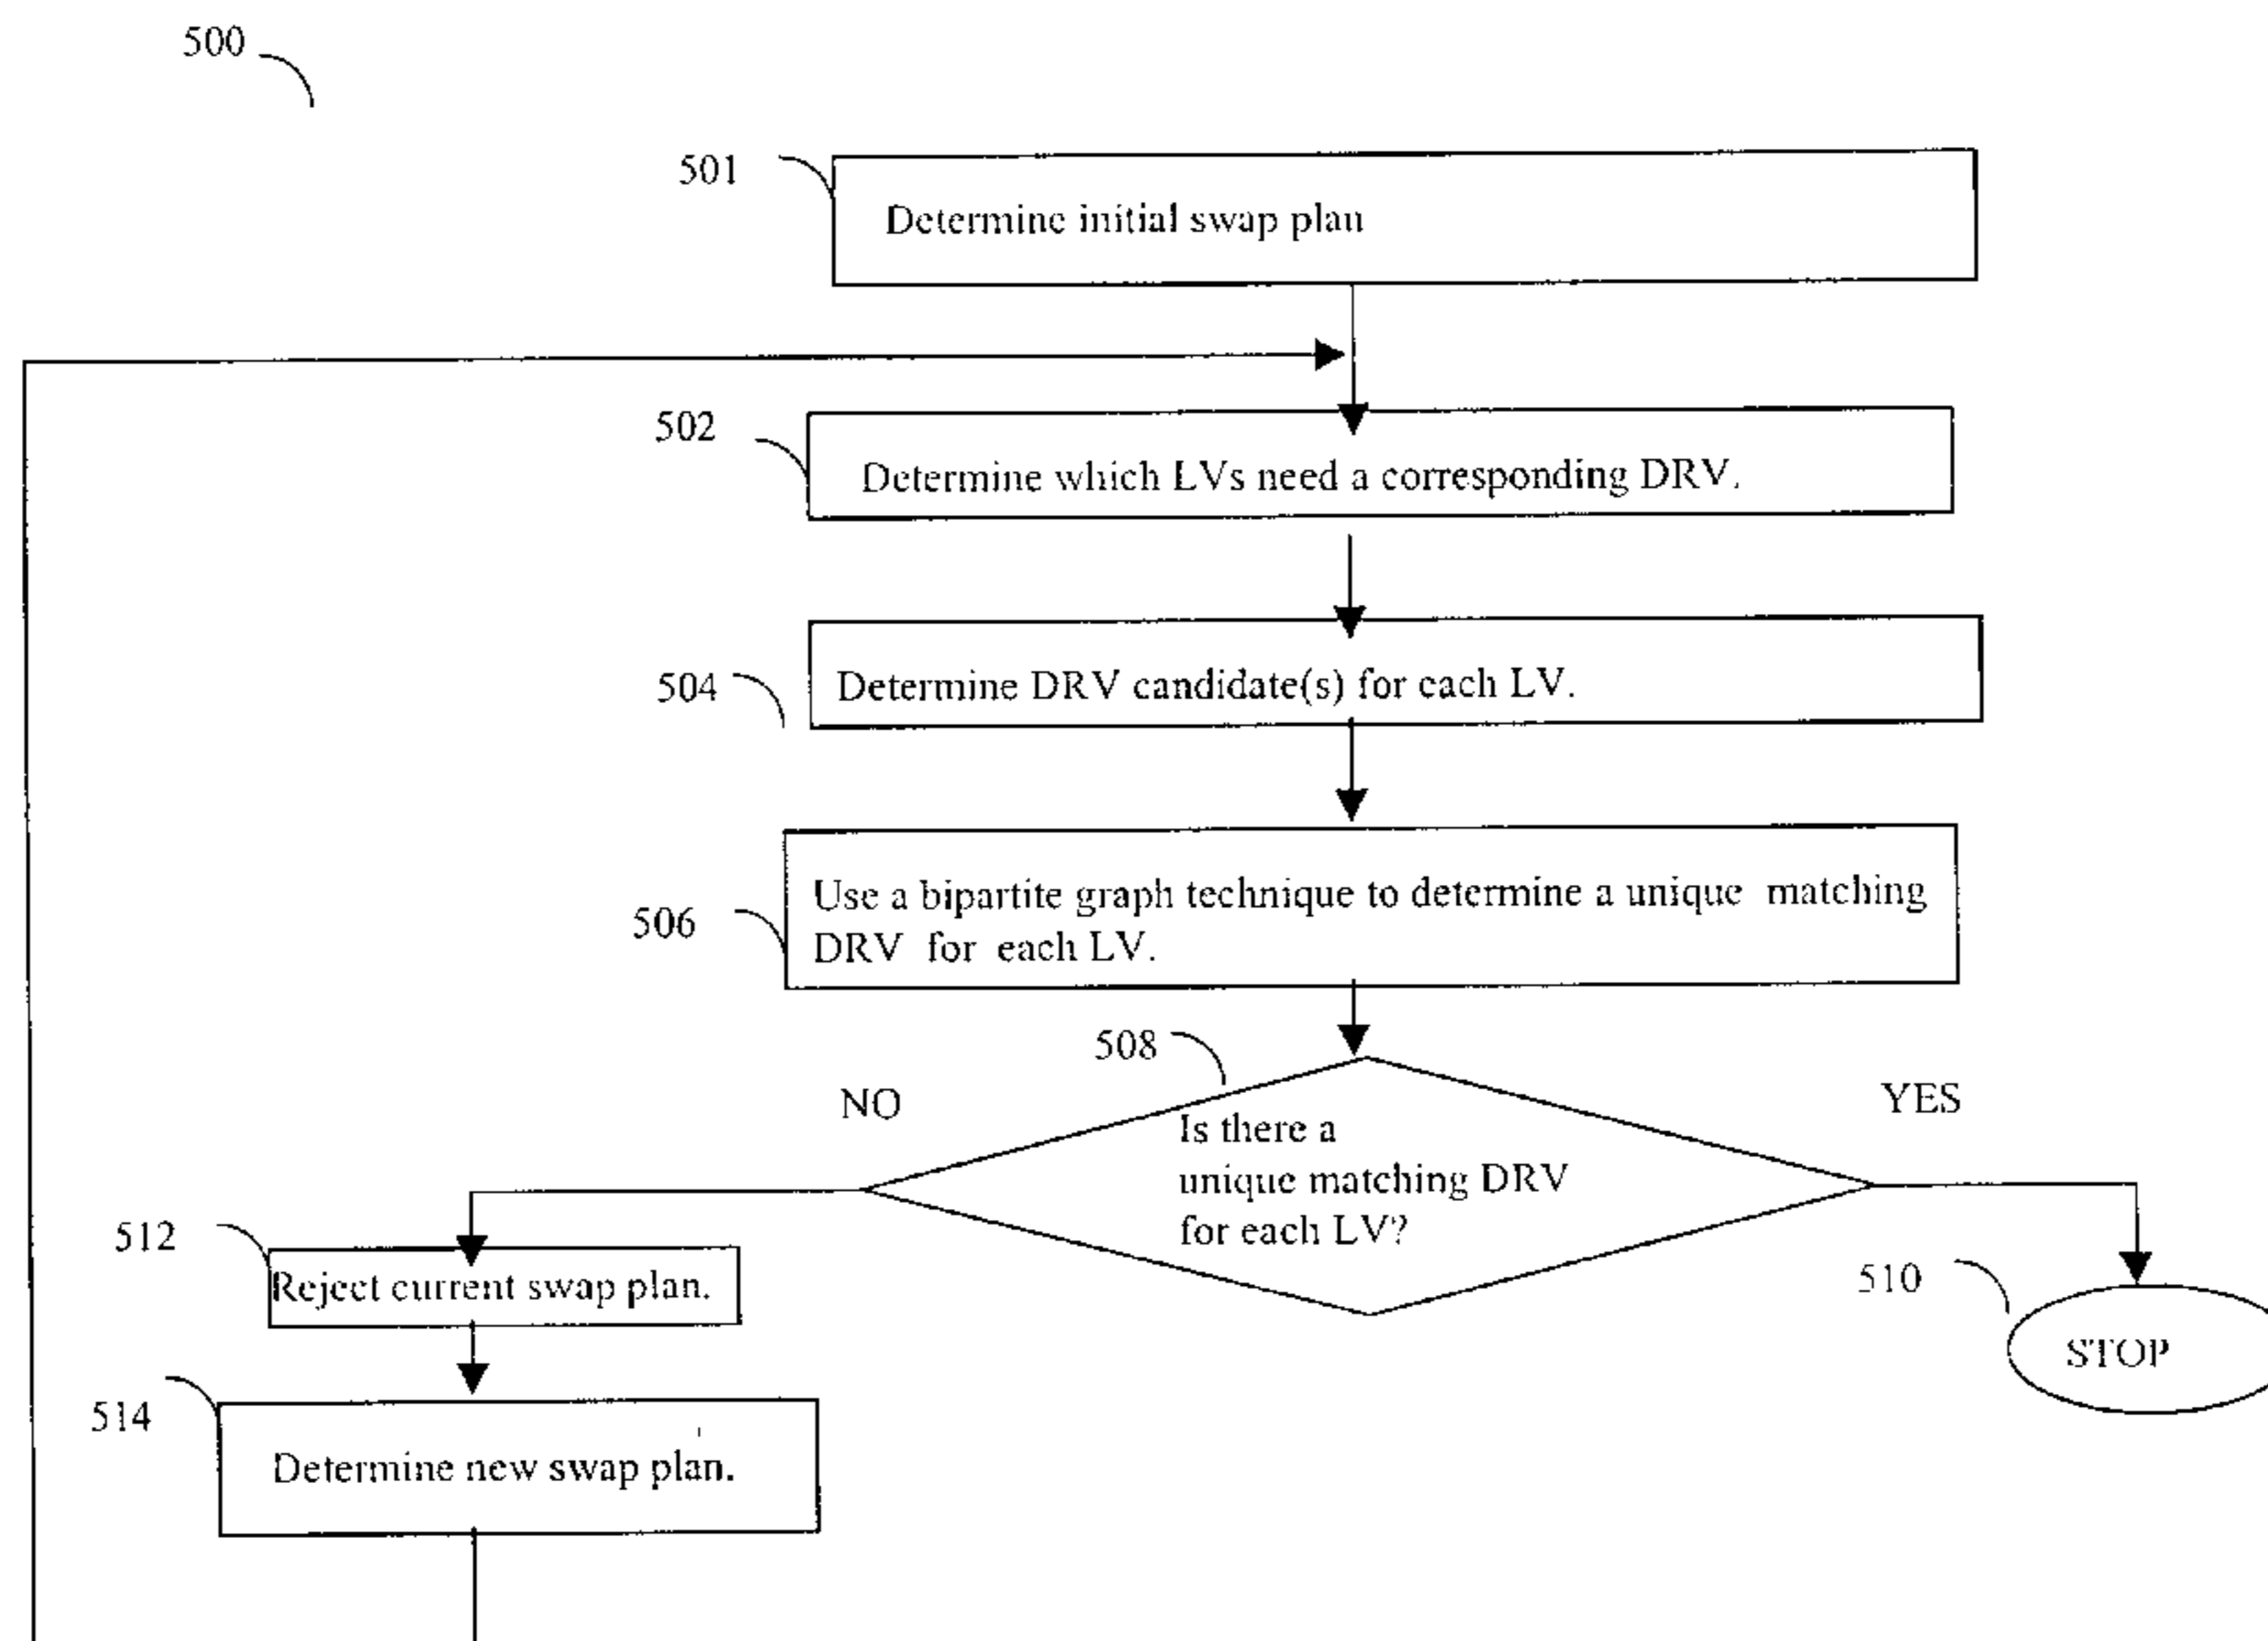 500
501
Determine initial swap plan
502
Determine which LVs need a corresponding DRV.
504
Determine DRV candidate(s) for each LV.
506
Use a bipartite graph technique to determine a unique matching
DRV for each LV.
508
NO
YES
Is there a
unique matching DRV
for each LV?
512
Reject current swap plan.
510
STOP
514
Determine new swap plan.